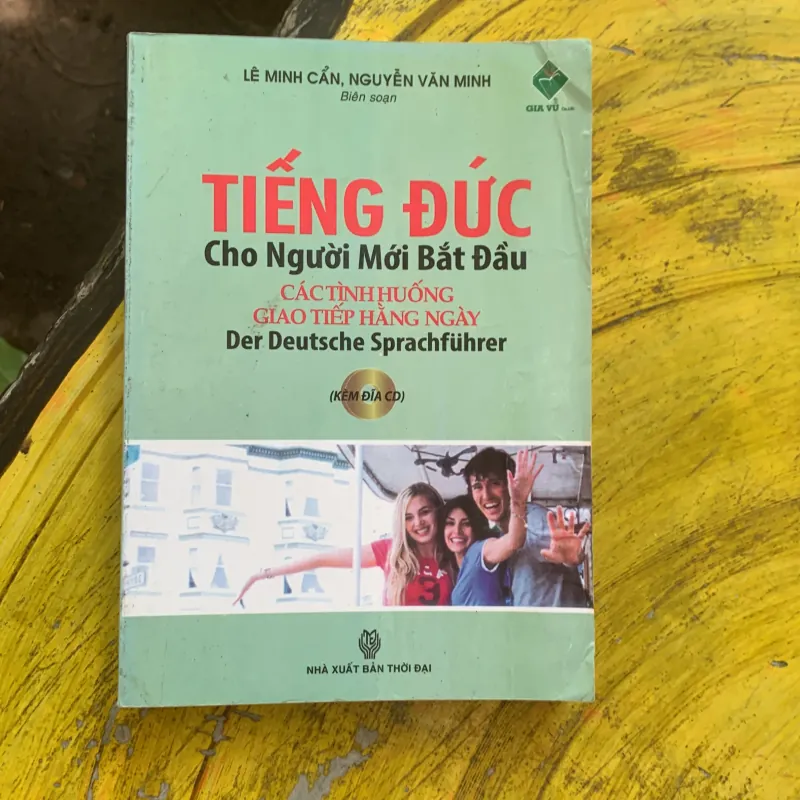 LÊ MINH CẨN, NGUYỄN VĂN MINH
Biên soạn
GIA VŨ
TIẾNG ĐỨC
Cho Người Mới Bắt Đầu
CÁC TÌNH HUỐNG
GIAO TIẾP HẰNG NGÀY
Der Deutsche Sprachführer
(KÈM ĐĨA CD)
NHÀ XUẤT BẢN THỜI ĐẠI